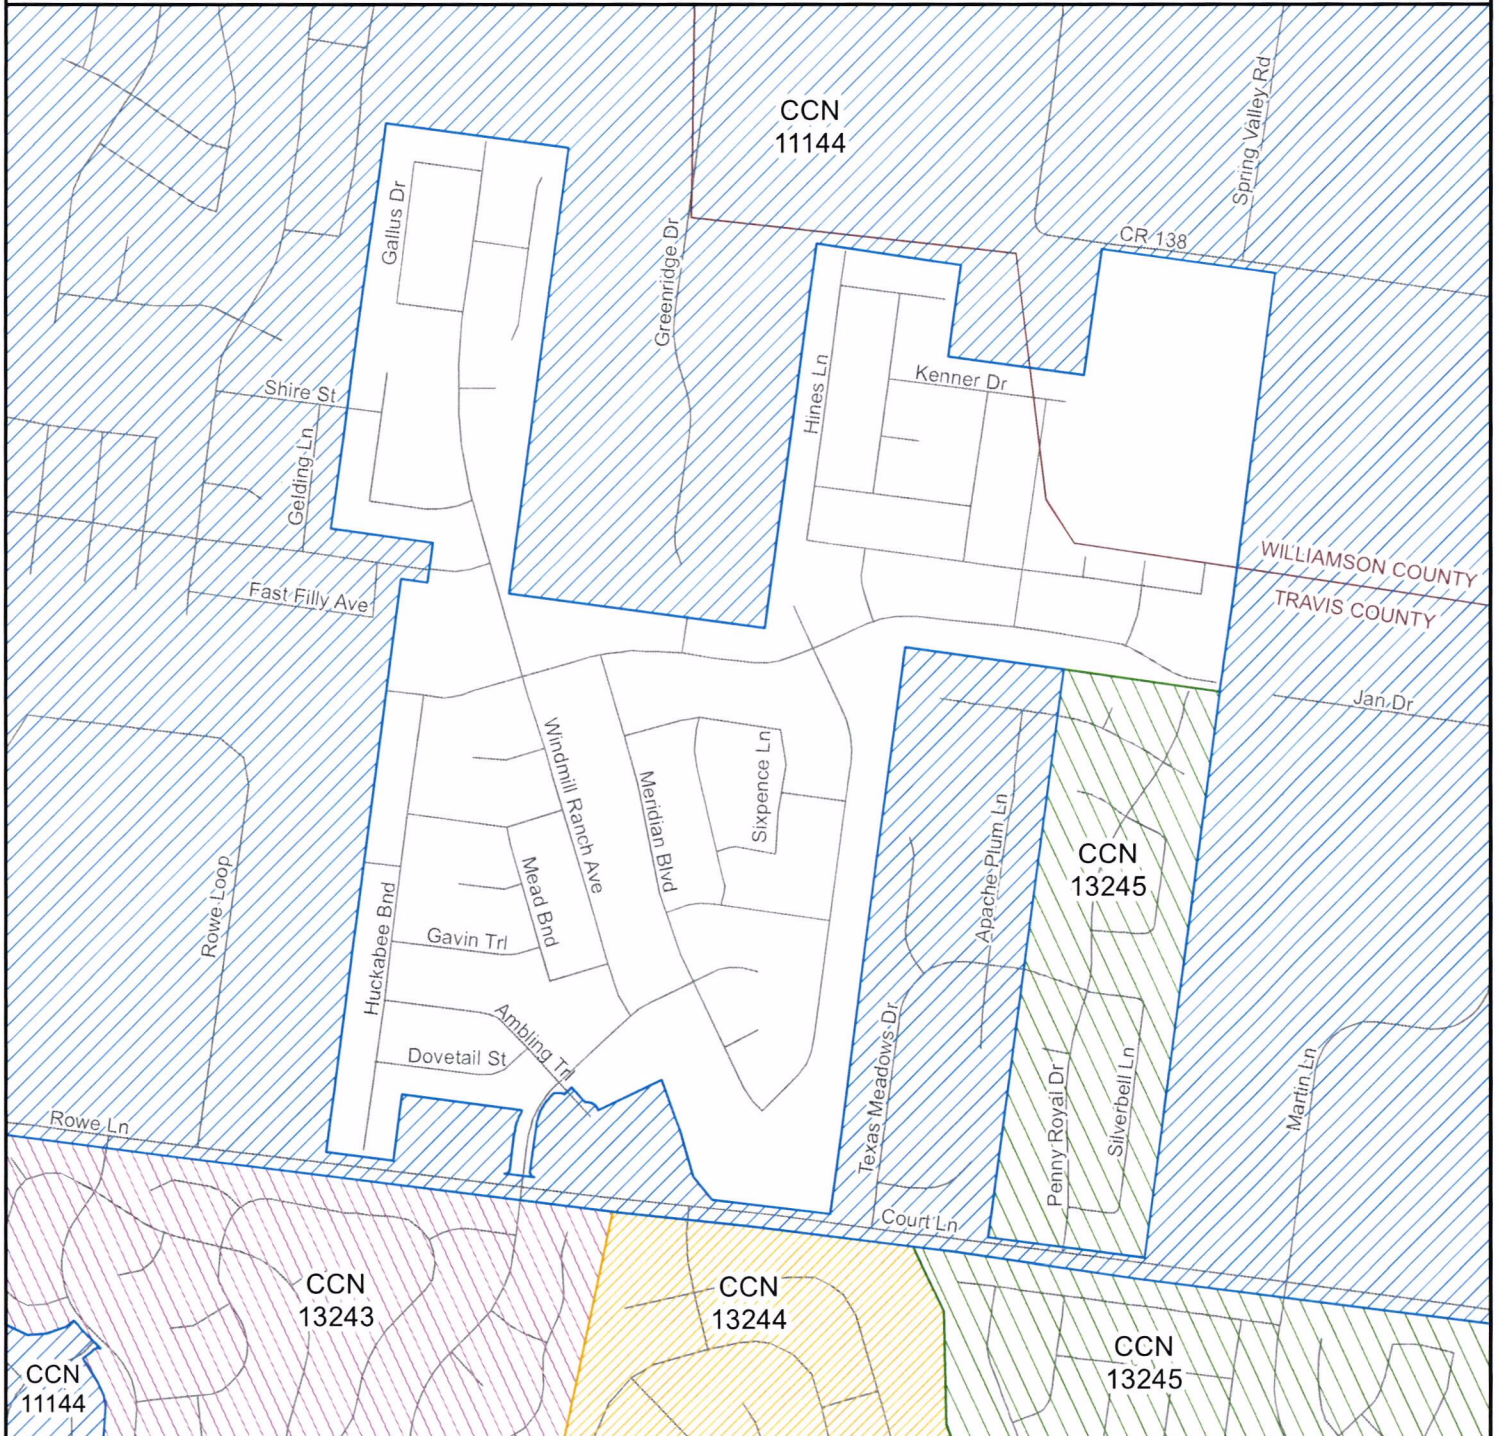 CCN
11144
Spring Valley Rd
CR 138
Gallus Dr
Greenridge Dr
Hines Ln
Kenner Dr
Shire St
Gelding Ln
Fast Filly Ave
WILLIAMSON COUNTY
TRAVIS COUNTY
Jan Dr
Windmill Ranch Ave
Meridian Blvd
Sixpence Ln
Apache Plum Ln
CCN
13245
Rowe Loop
Huckabee Bnd
Mead Bnd
Gavin Trl
Ambling Trl
Dovetail St
Texas Meadows Dr
Penny Royal Dr
Silverbell Ln
Martin Ln
Rowe Ln
Court Ln
CCN
13243
CCN
13244
CCN
13245
CCN
11144